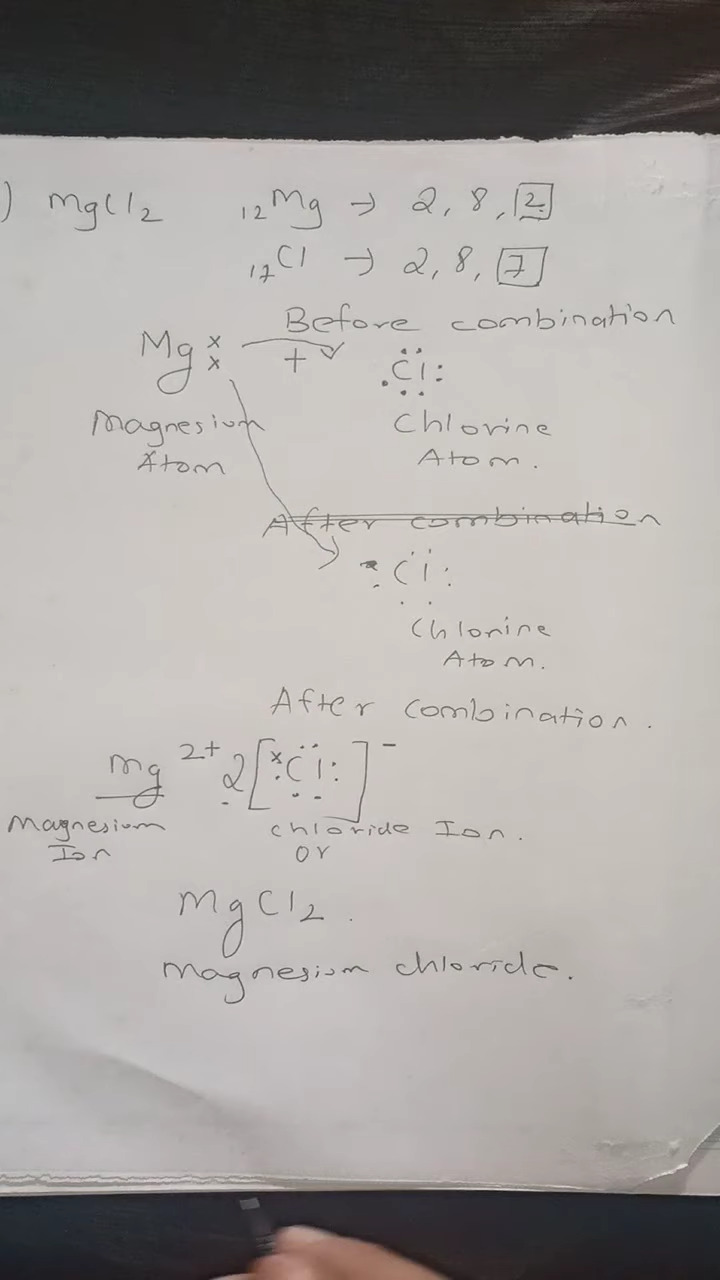 ) MgCl2 12Mg → 2, 8, 2
17Cl → 2, 8, 7
Before combination
Mg + Cl
Magnesium Chlorine
Atom Atom.
After combination
Cl
Chlorine
Atom.
After combination.
Mg 2+ 2[Cl]-
Magnesium chloride Ion.
Ion or
MgCl2.
Magnesium chloride.